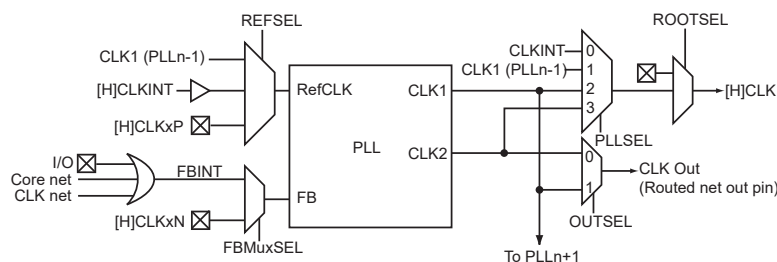 REFSEL
CLK1 (PLLn-1)
[H]CLKINT
[H]CLKxP
I/O
Core net
CLK net
FBINT
[H]CLKxN
FBMuxSEL
RefCLK
FB
PLL
CLK1
CLK2
CLKINT
CLK1 (PLLn-1)
0
1
2
3
PLLSEL
ROOTSEL
[H]CLK
0
1
OUTSEL
CLK Out
(Routed net out pin)
To PLLn+1